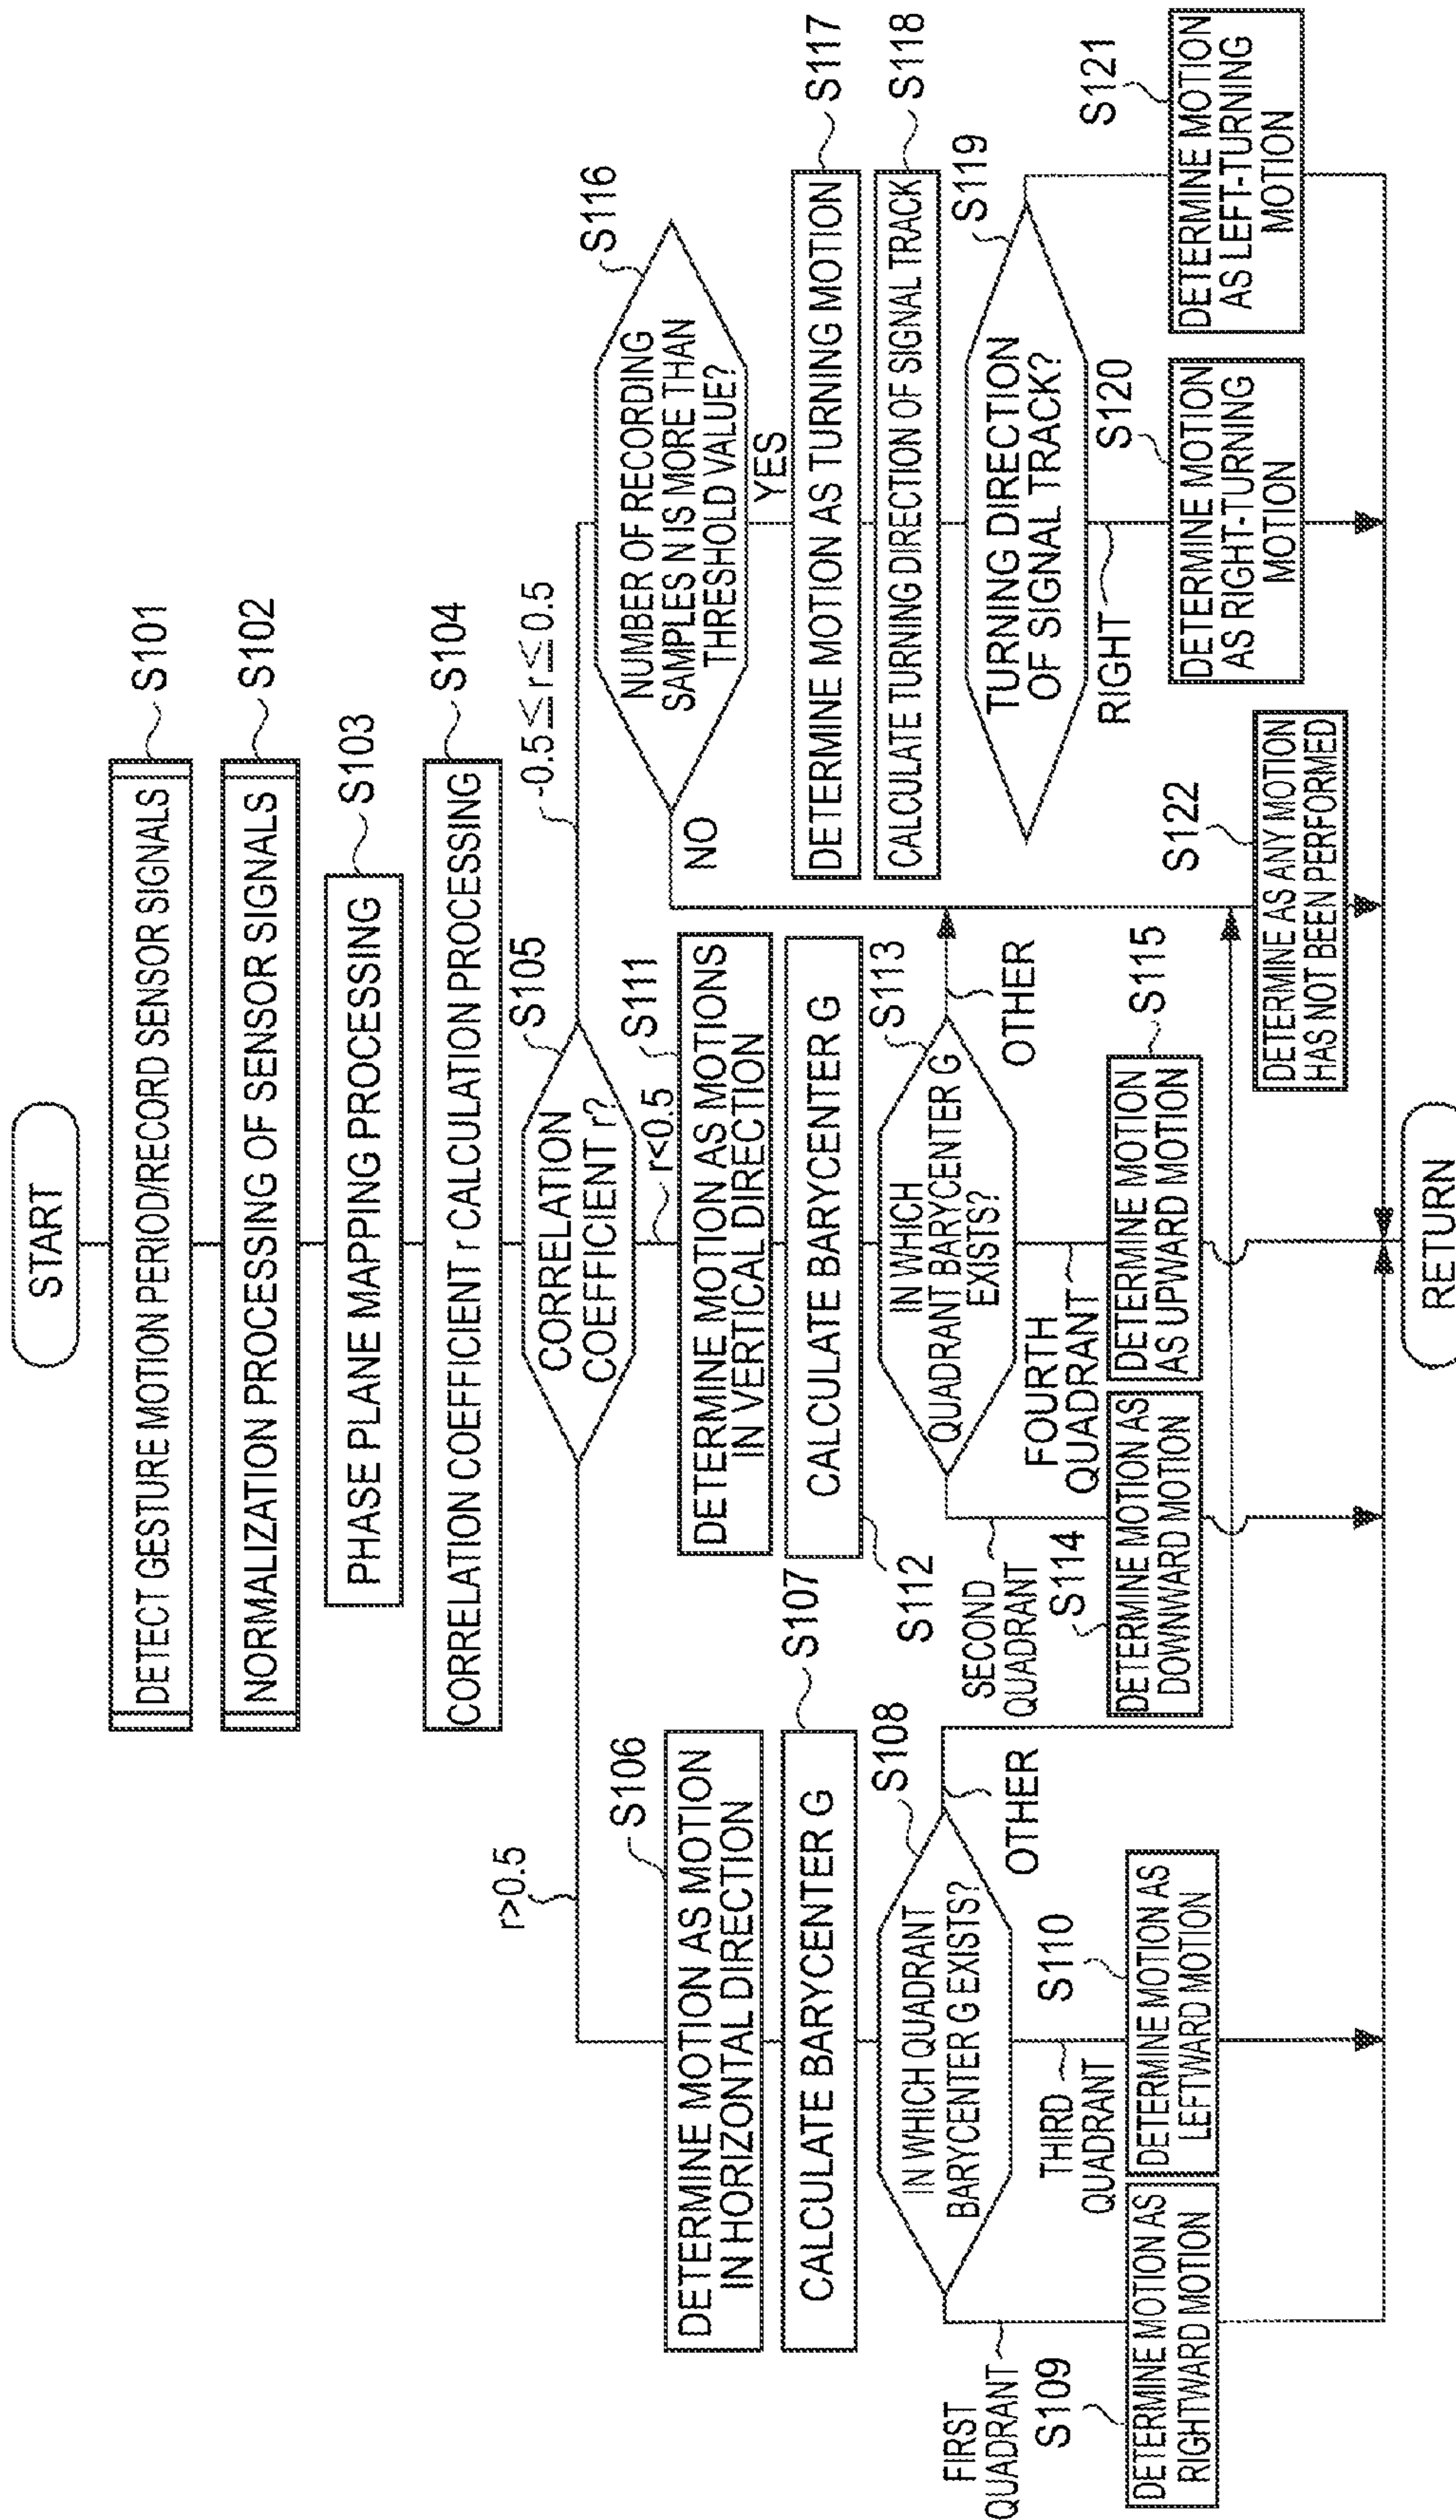 START
DETECT GESTURE MOTION PERIOD/RECORD SENSOR SIGNALS
S101
NORMALIZATION PROCESSING OF SENSOR SIGNALS
S102
PHASE PLANE MAPPING PROCESSING
S103
CORRELATION COEFFICIENT r CALCULATION PROCESSING
S104
CORRELATION
COEFFICIENT r?
S105
r>0.5
r<0.5
-0.5≤r≤0.5
DETERMINE MOTION AS MOTION
IN HORIZONTAL DIRECTION
S106
CALCULATE BARYCENTER G
S107
IN WHICH QUADRANT
BARYCENTER G EXISTS?
S108
OTHER
FIRST
QUADRANT
THIRD
QUADRANT
S109
DETERMINE MOTION AS
RIGHTWARD MOTION
S110
DETERMINE MOTION AS
LEFTWARD MOTION
DETERMINE MOTION AS MOTIONS
IN VERTICAL DIRECTION
S111
CALCULATE BARYCENTER G
S112
IN WHICH
QUADRANT BARYCENTER G
EXISTS?
S113
OTHER
SECOND
QUADRANT
FOURTH
QUADRANT
S114
DETERMINE MOTION AS
DOWNWARD MOTION
S115
DETERMINE MOTION
AS UPWARD MOTION
NUMBER OF RECORDING
SAMPLES N IS MORE THAN
THRESHOLD VALUE?
S116
NO
YES
DETERMINE MOTION AS TURNING MOTION
S117
CALCULATE TURNING DIRECTION OF SIGNAL TRACK
S118
TURNING DIRECTION
OF SIGNAL TRACK?
S119
RIGHT
S120
DETERMINE MOTION
AS RIGHT-TURNING
MOTION
S121
DETERMINE MOTION
AS LEFT-TURNING
MOTION
S122
DETERMINE AS ANY MOTION
HAS NOT BEEN PERFORMED
RETURN